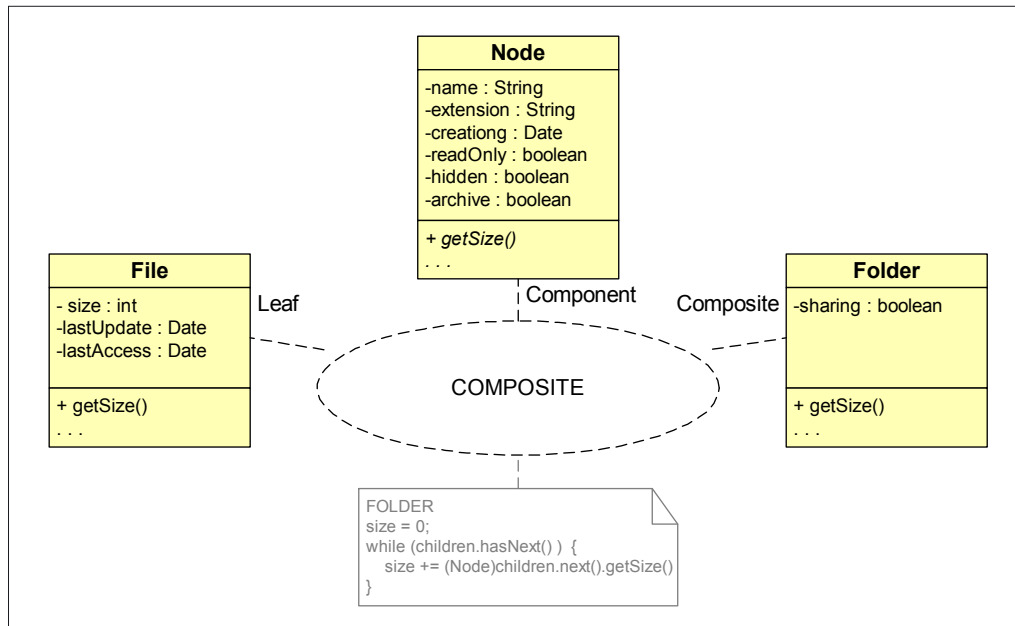 Node
-name : String
-extension : String
-creationg : Date
-readOnly : boolean
-hidden : boolean
-archive : boolean
+ getSize()
. . .
File
- size : int
-lastUpdate : Date
-lastAccess : Date
+ getSize()
. . .
Leaf
Component
Composite
Folder
-sharing : boolean
+ getSize()
. . .
COMPOSITE
FOLDER
size = 0;
while (children.hasNext() ) {
size += (Node)children.next().getSize()
}